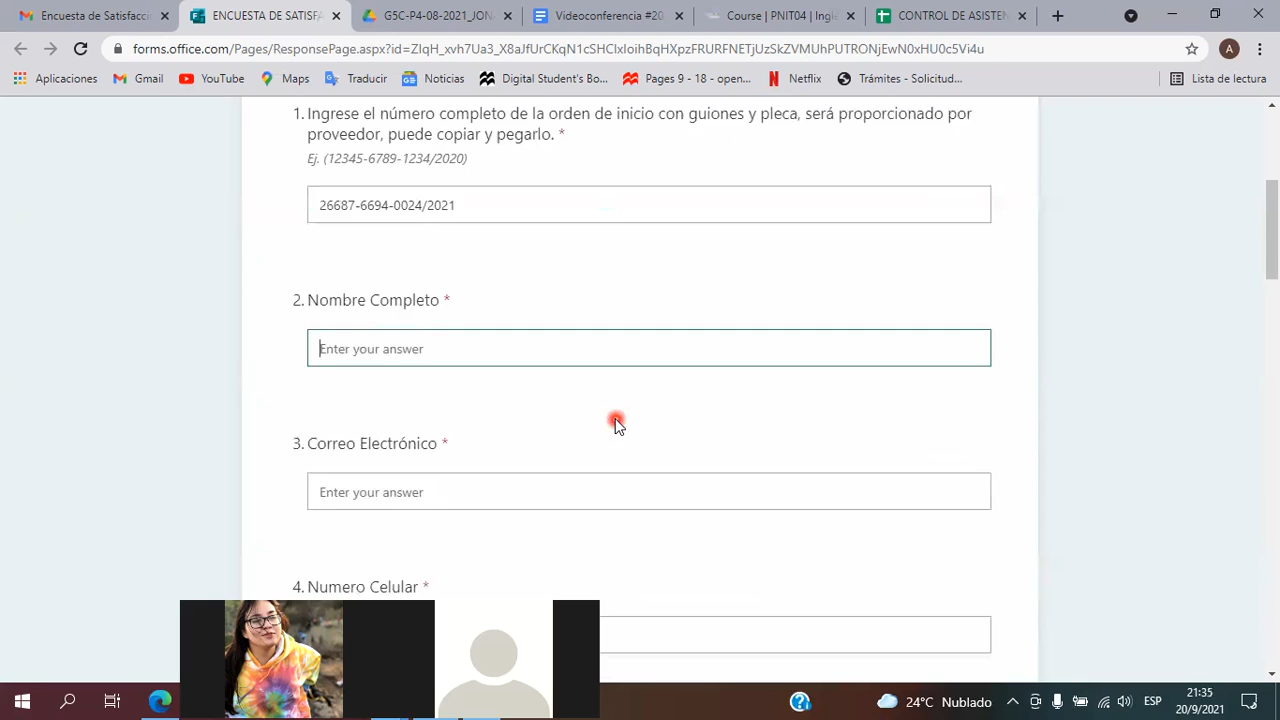 Encuesta de Satisfacci
ENCUESTA DE SATISFA
G5C-P4-08-2021_JONA
Videoconferencia #20
Course | PNIT04 | Ingle
CONTROL DE ASISTEN
forms.office.com/Pages/ResponsePage.aspx?id=ZIqH_xvh7Ua3_X8aJfUrCKqN1cSHClxIoihBqHXpzFRURFNETjUzSkZVMUhPUTRONjEwN0xHU0c5Vi4u
A
Aplicaciones
Gmail
YouTube
Maps
Traducir
Noticias
Digital Student's Bo...
Pages 9 - 18 - open...
Netflix
Trámites - Solicitud...
Lista de lectura
1. Ingrese el número completo de la orden de inicio con guiones y pleca, será proporcionado por
proveedor, puede copiar y pegarlo. *
Ej. (12345-6789-1234/2020)
26687-6694-0024/2021
2. Nombre Completo *
Enter your answer
3. Correo Electrónico *
Enter your answer
4. Numero Celular *
24°C Nublado
ESP
21:35
20/9/2021